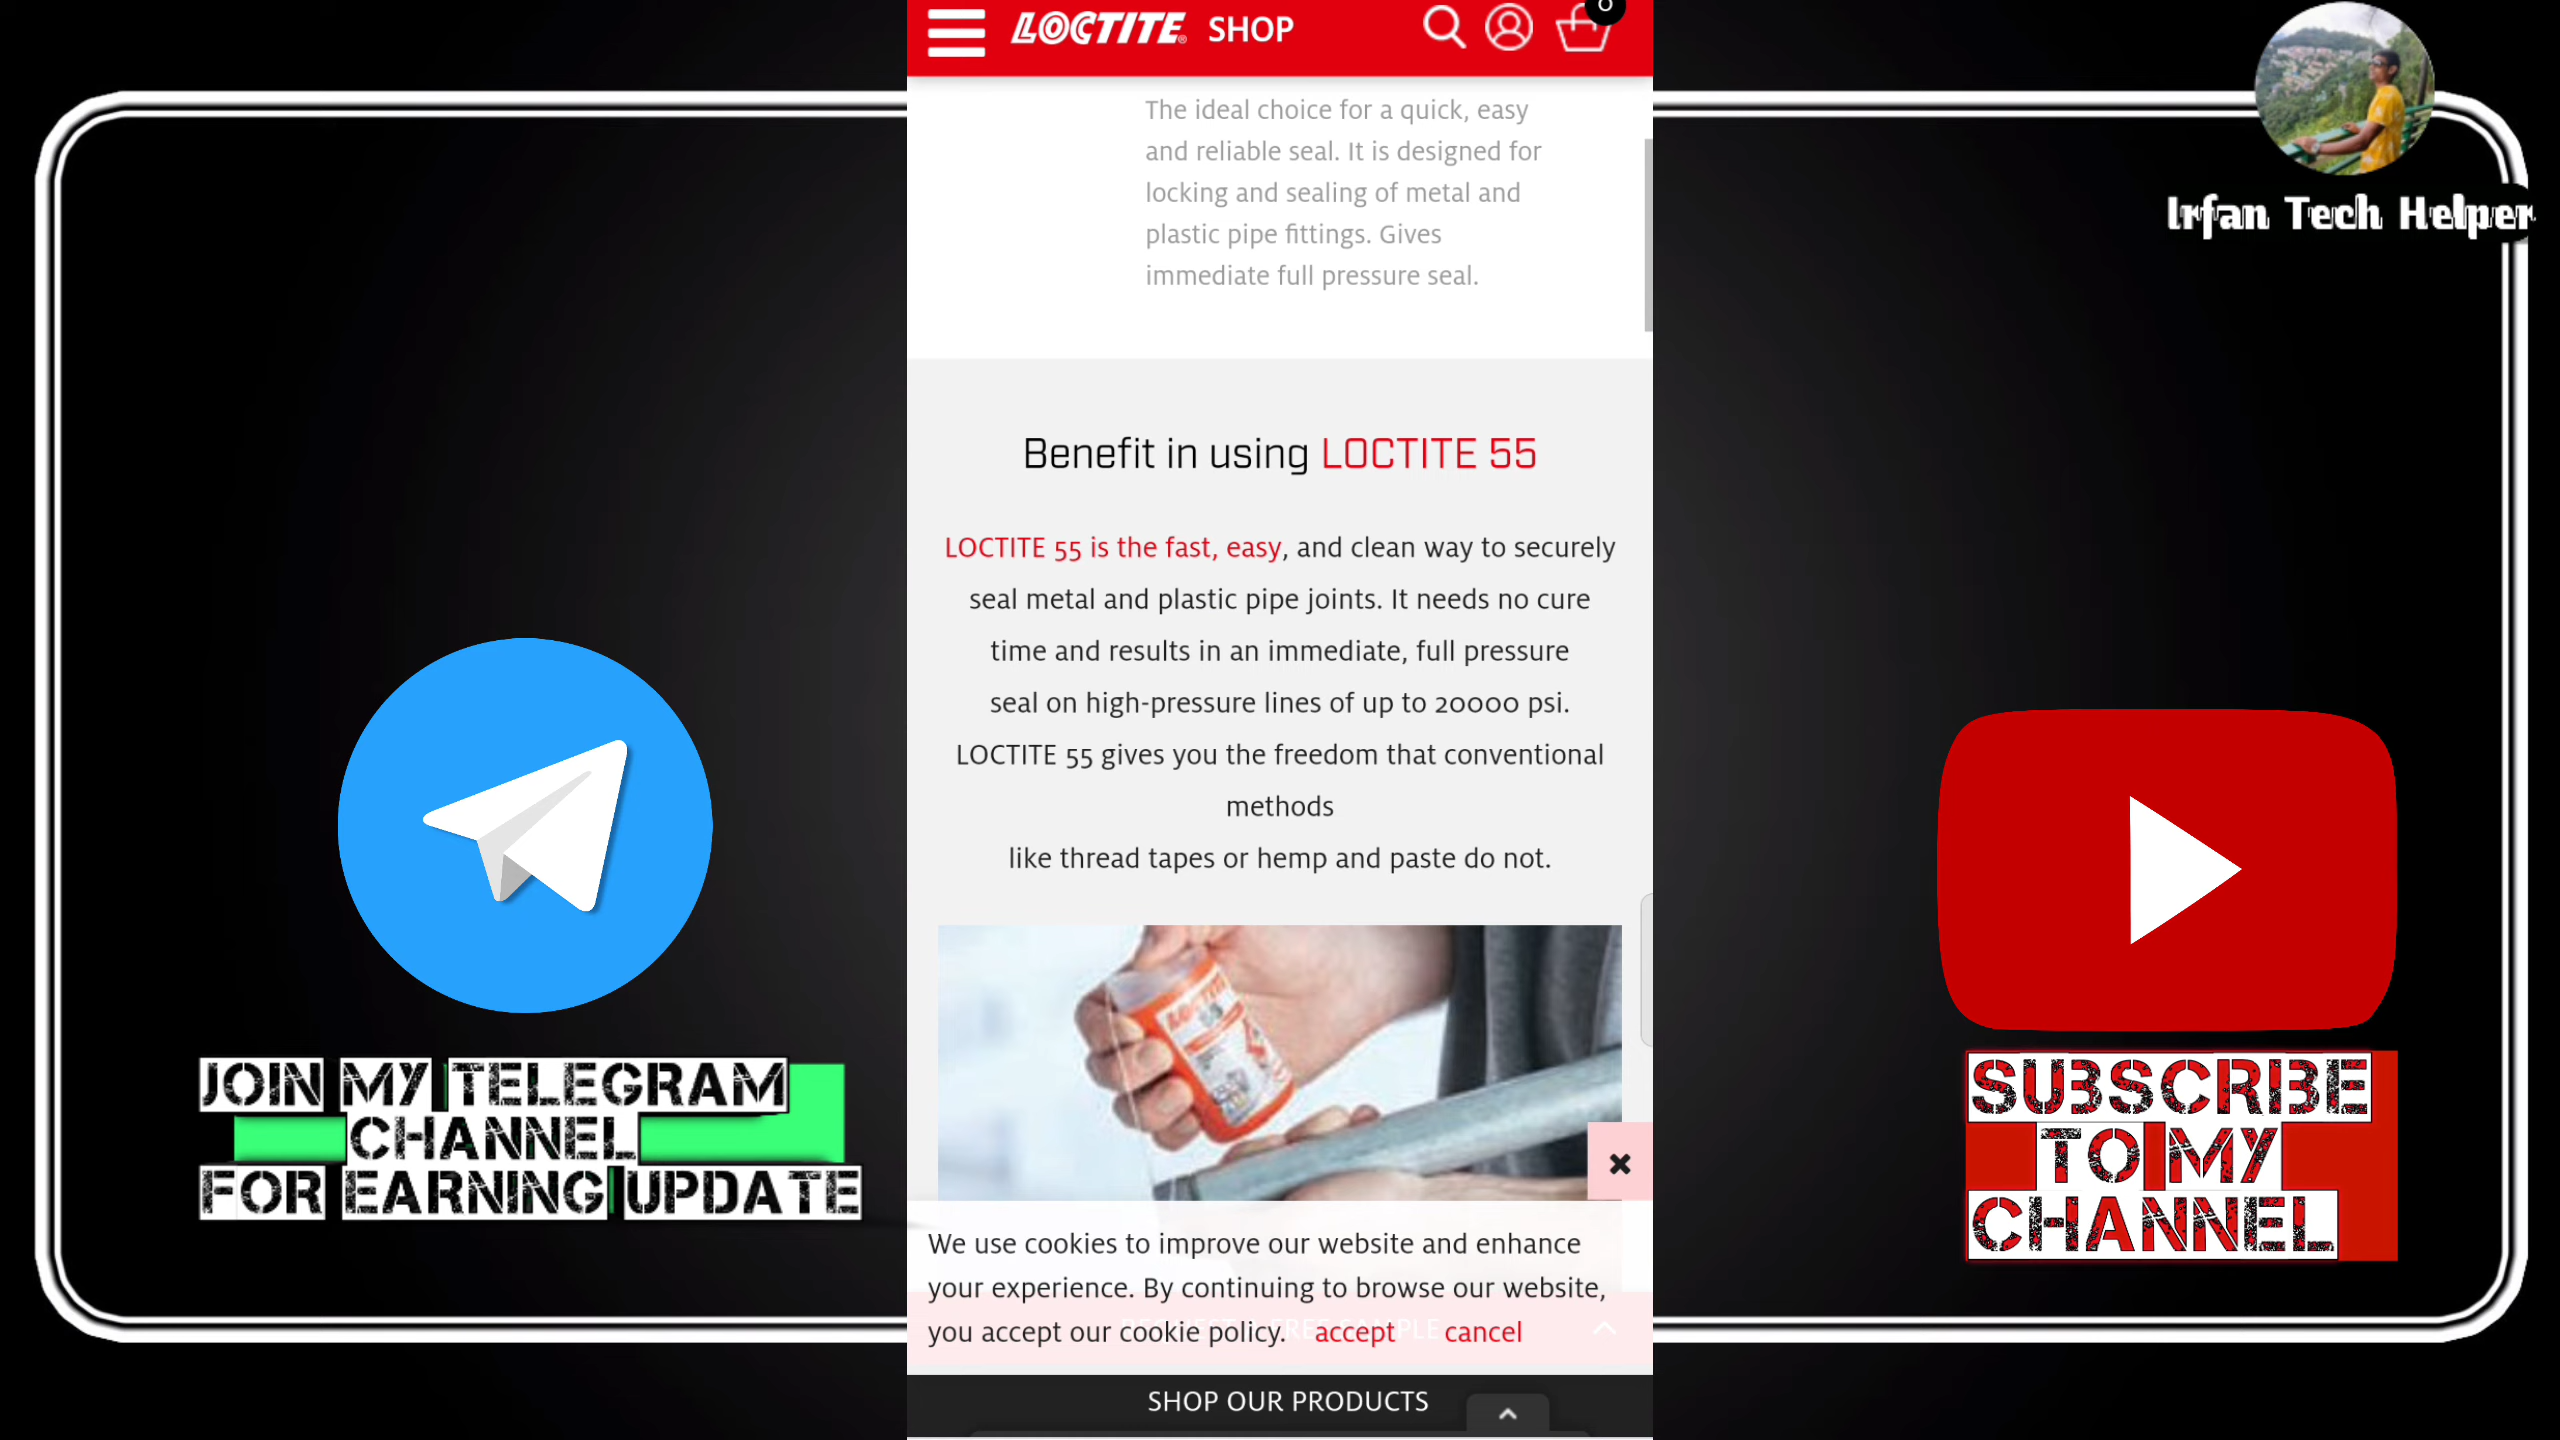 LOCTITE SHOP
0
Irfan Tech Helper
The ideal choice for a quick, easy
and reliable seal. It is designed for
locking and sealing of metal and
plastic pipe fittings. Gives
immediate full pressure seal.
Benefit in using LOCTITE 55
LOCTITE 55 is the fast, easy, and clean way to securely
seal metal and plastic pipe joints. It needs no cure
time and results in an immediate, full pressure
seal on high-pressure lines of up to 20000 psi.
LOCTITE 55 gives you the freedom that conventional
methods
like thread tapes or hemp and paste do not.
LOCTITE
55
JOIN MY TELEGRAM
CHANNEL
FOR EARNING UPDATE
SUBSCRIBE
TO MY
CHANNEL
We use cookies to improve our website and enhance
your experience. By continuing to browse our website,
you accept our cookie policy. accept cancel
SHOP OUR PRODUCTS